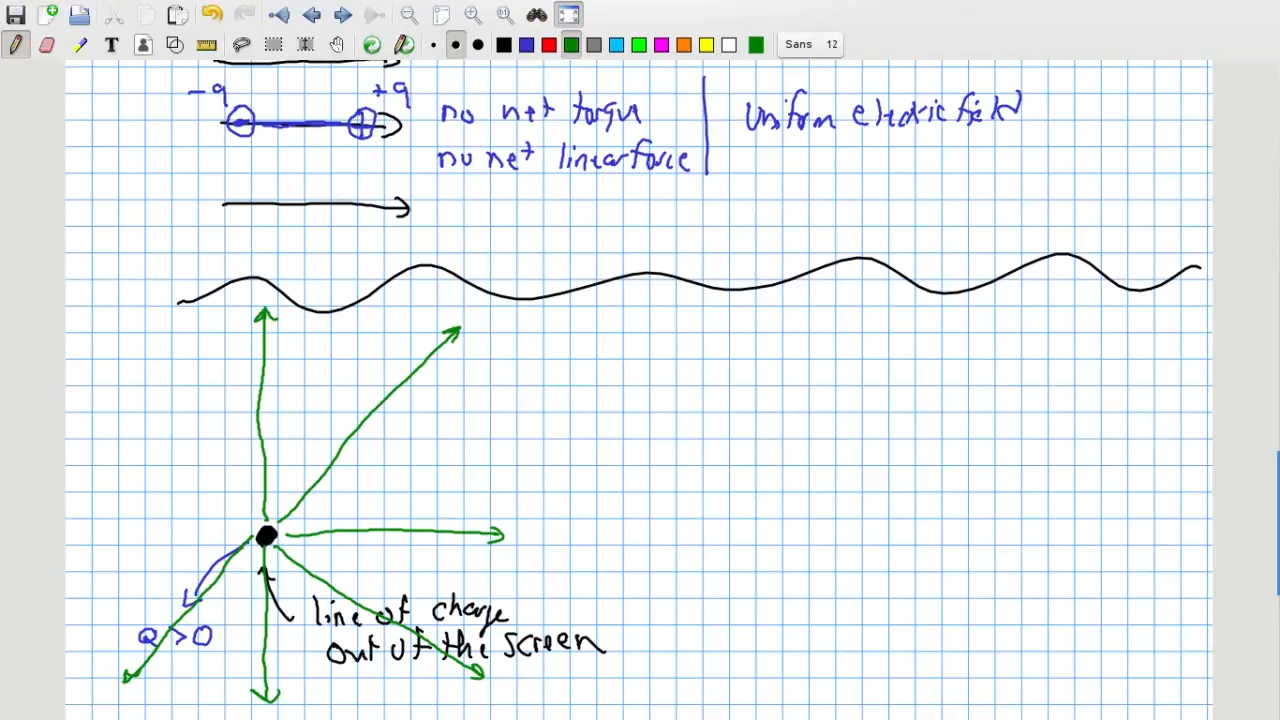 Sans 12
-q +q
no net torque
no net linear force
Uniform electric field
line of charge
out of the screen
Q > 0